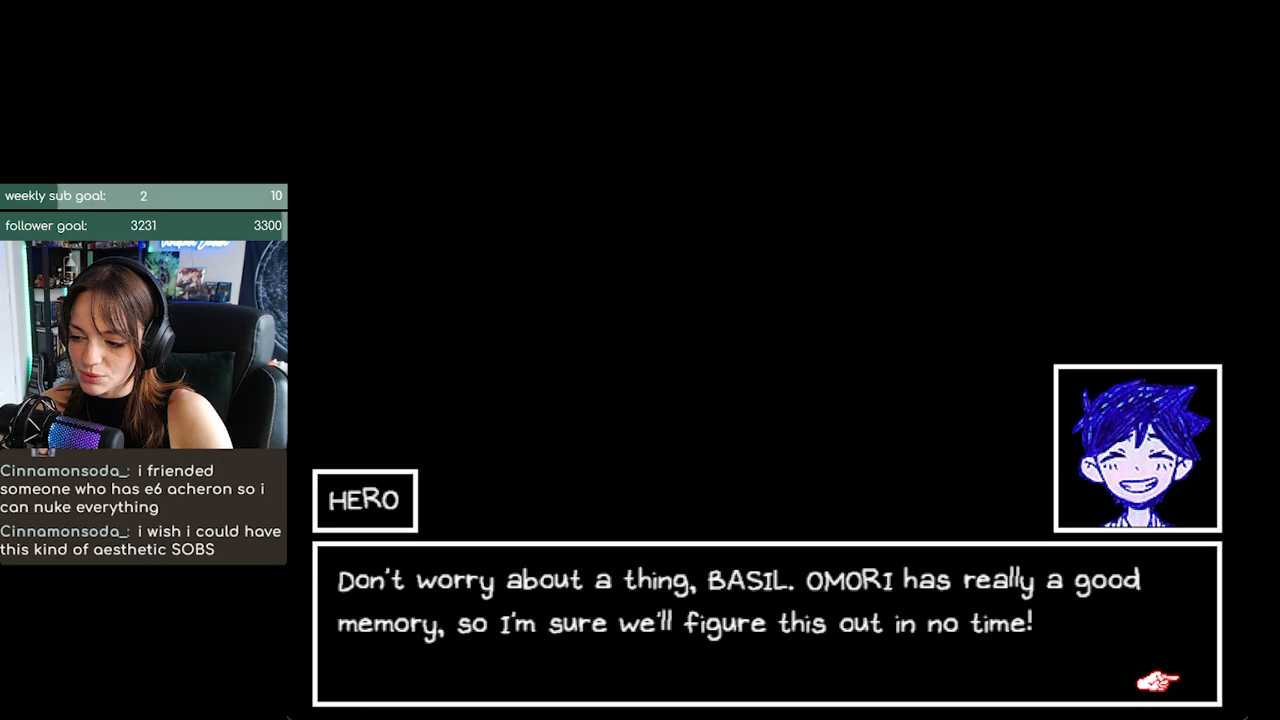 weekly sub goal: 2 10
follower goal: 3231 3300
Cinnamonsoda_: i friended
someone who has e6 acheron so i
can nuke everything
Cinnamonsoda_: i wish i could have
this kind of aesthetic SOBS
HERO
Don't worry about a thing, BASIL. OMORI has really a good
memory, so I'm sure we'll figure this out in no time!